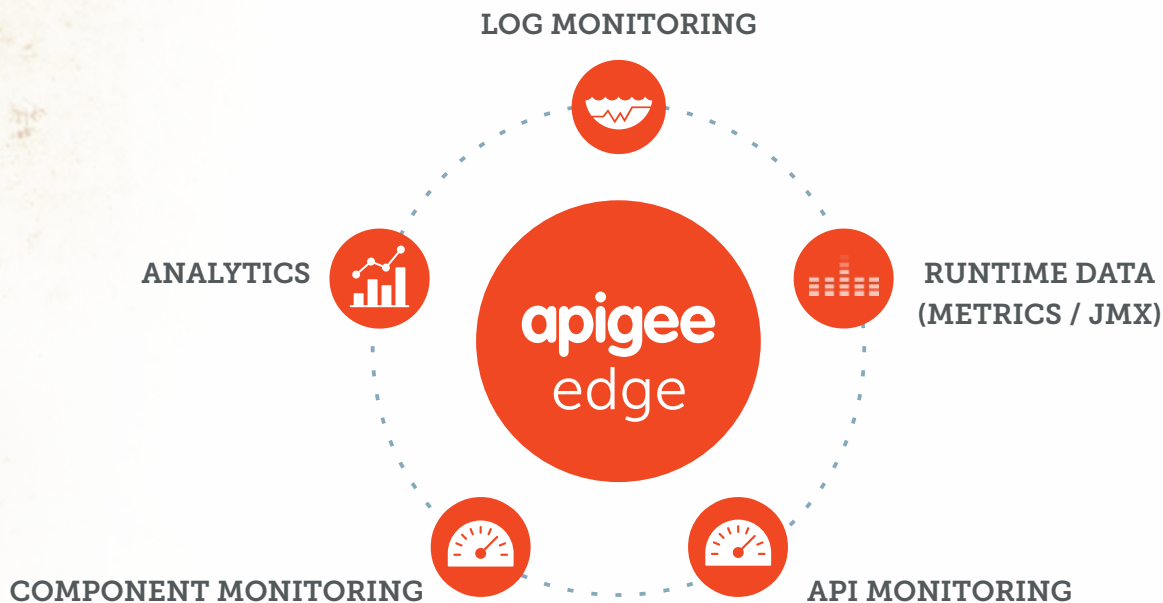 LOG MONITORING
ANALYTICS
RUNTIME DATA
(METRICS / JMX)
apigee
edge
COMPONENT MONITORING
API MONITORING